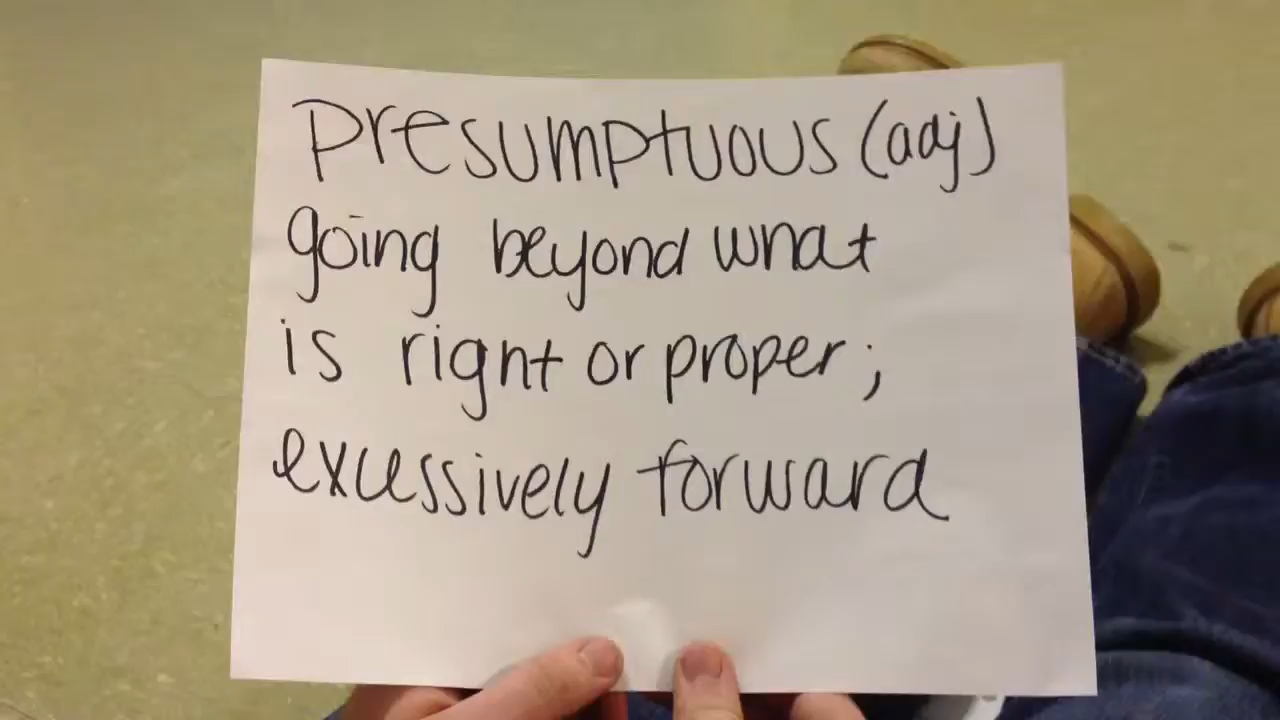 Presumptuous (adj)
going beyond what
is right or proper;
excessively forward